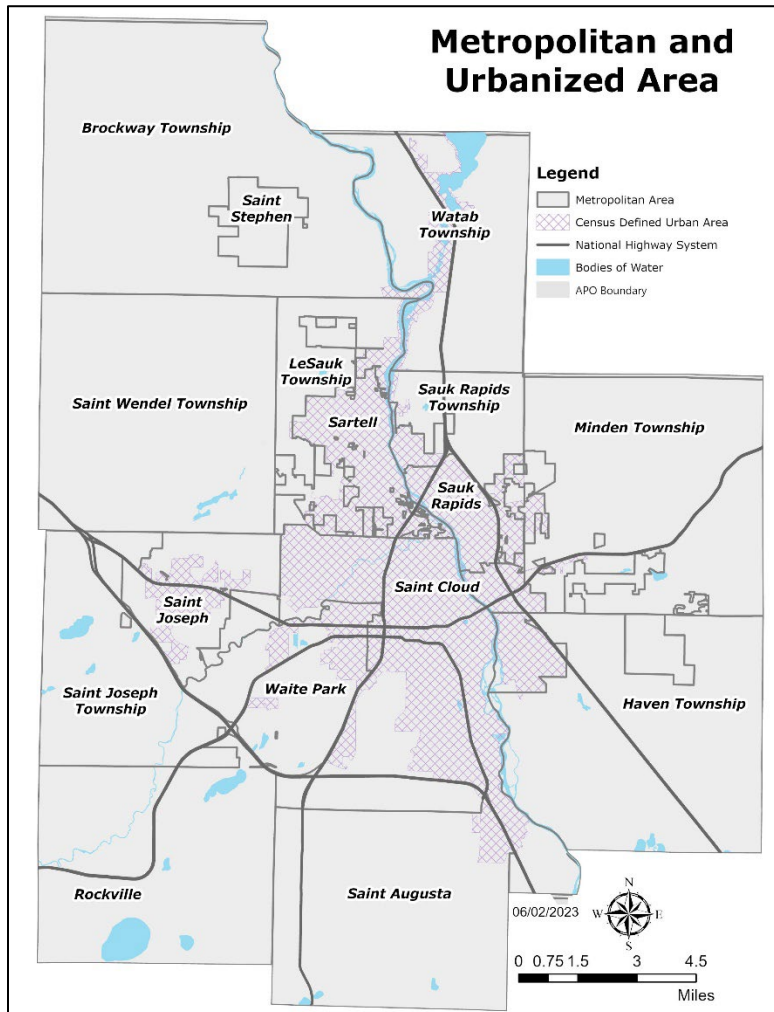 Metropolitan and
Urbanized Area
Brockway Township
Saint
Stephen
Watab
Township
Legend
Metropolitan Area
Census Defined Urban Area
National Highway System
Bodies of Water
APO Boundary
LeSauk
Township
Saint Wendel Township
Sartell
Sauk Rapids
Township
Minden Township
Sauk
Rapids
Saint Cloud
Saint
Joseph
Saint Joseph
Township
Waite Park
Haven Township
Rockville
Saint Augusta
06/02/2023
N
W
E
S
0 0.75 1.5 3 4.5
Miles